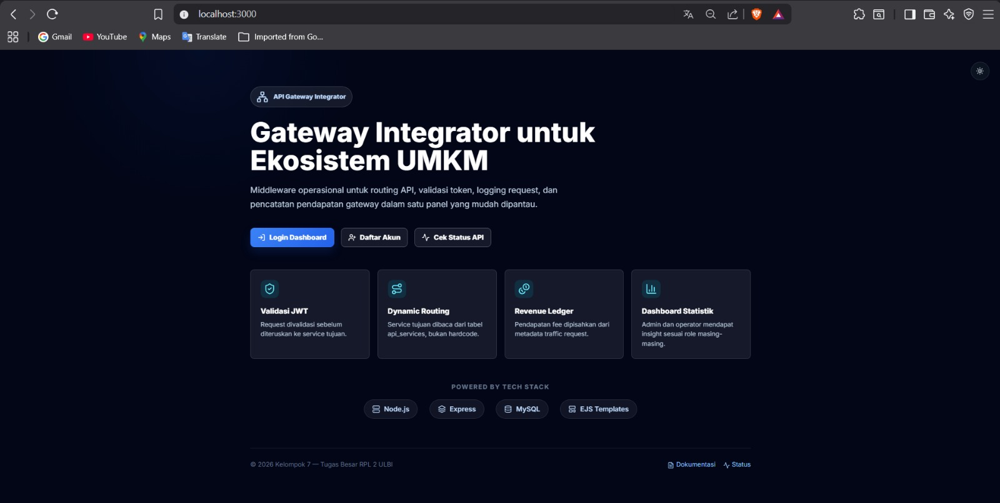 localhost:3000
Gmail
YouTube
Maps
Translate
Imported from Go...
API Gateway Integrator
Gateway Integrator untuk
Ekosistem UMKM
Middleware operasional untuk routing API, validasi token, logging request, dan
pencatatan pendapatan gateway dalam satu panel yang mudah dipantau.
Login Dashboard
Daftar Akun
Cek Status API
Validasi JWT
Request divalidasi sebelum
diteruskan ke service tujuan.
Dynamic Routing
Service tujuan dibaca dari tabel
api_services, bukan hardcode.
Revenue Ledger
Pendapatan fee dipisahkan dari
metadata traffic request.
Dashboard Statistik
Admin dan operator mendapat
insight sesuai role masing-
masing.
POWERED BY TECH STACK
Node.js
Express
MySQL
EJS Templates
© 2026 Kelompok 7 — Tugas Besar RPL 2 ULBI
Dokumentasi
Status